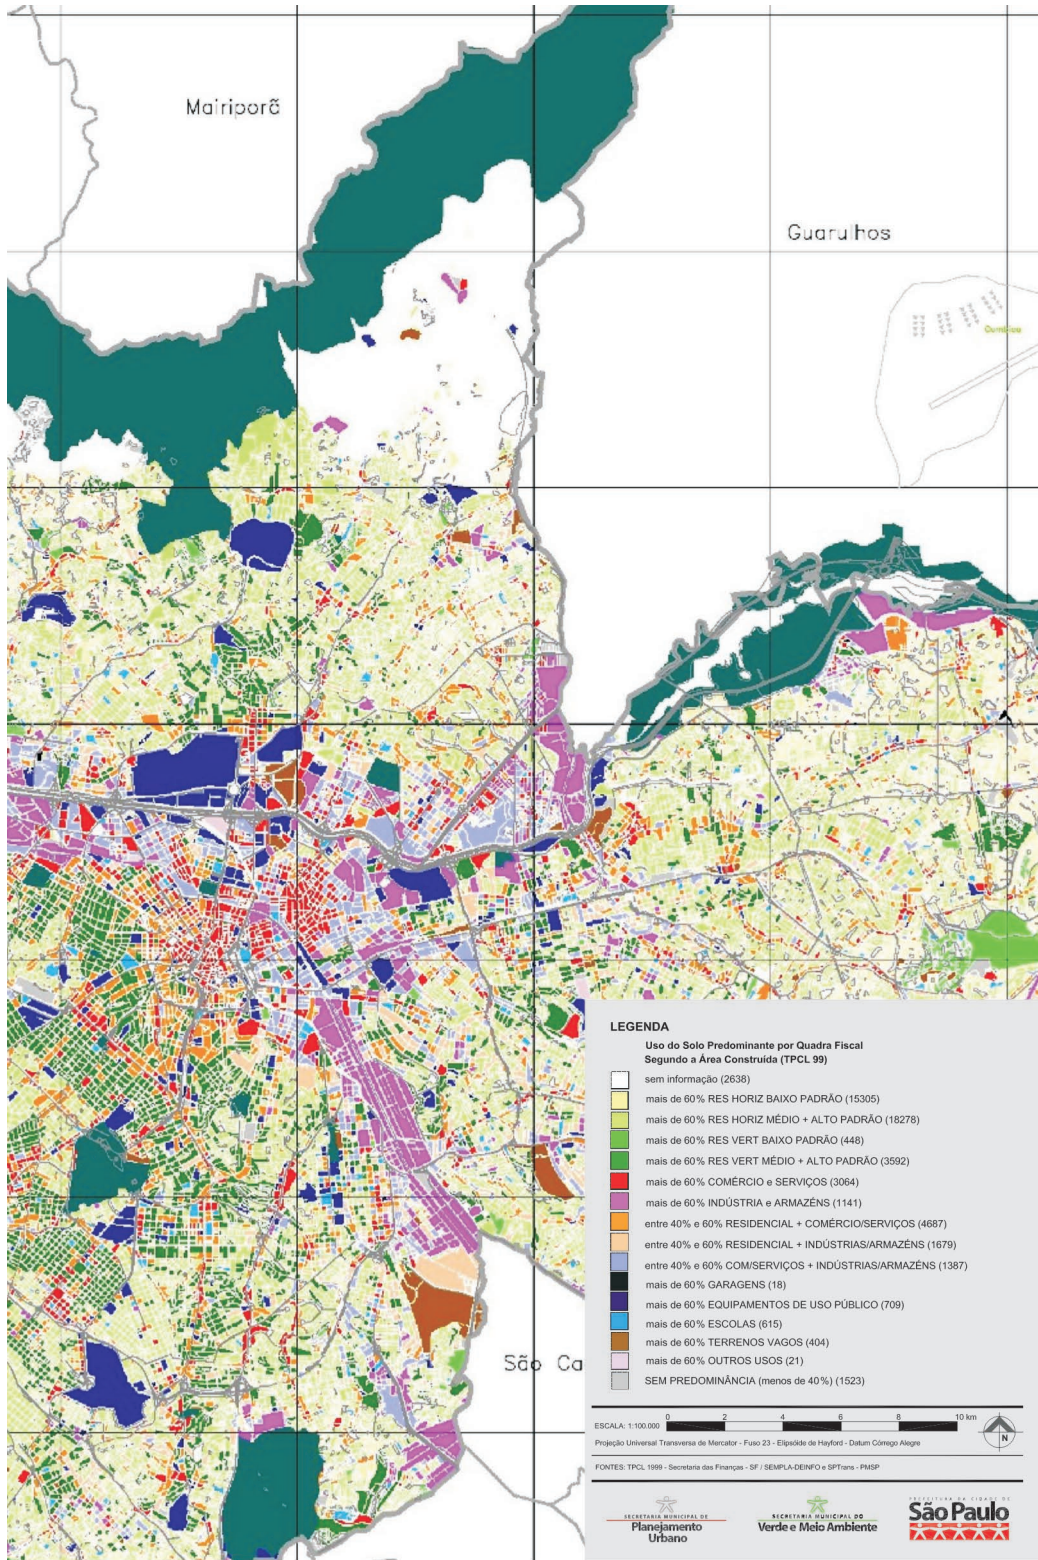 Mairiporã
Guarulhos
Cumbica
São Ca
LEGENDA
Uso do Solo Predominante por Quadra Fiscal
Segundo a Área Construída (TPCL 99)
sem informação (2638)
mais de 60% RES HORIZ BAIXO PADRÃO (15305)
mais de 60% RES HORIZ MÉDIO + ALTO PADRÃO (18278)
mais de 60% RES VERT BAIXO PADRÃO (448)
mais de 60% RES VERT MÉDIO + ALTO PADRÃO (3592)
mais de 60% COMÉRCIO e SERVIÇOS (3064)
mais de 60% INDÚSTRIA e ARMAZÉNS (1141)
entre 40% e 60% RESIDENCIAL + COMÉRCIO/SERVIÇOS (4687)
entre 40% e 60% RESIDENCIAL + INDÚSTRIAS/ARMAZÉNS (1679)
entre 40% e 60% COM/SERVIÇOS + INDÚSTRIAS/ARMAZÉNS (1387)
mais de 60% GARAGENS (18)
mais de 60% EQUIPAMENTOS DE USO PÚBLICO (709)
mais de 60% ESCOLAS (615)
mais de 60% TERRENOS VAGOS (404)
mais de 60% OUTROS USOS (21)
SEM PREDOMINÂNCIA (menos de 40%) (1523)
ESCALA: 1:100.000 0 2 4 6 8 10 km
N
Projeção Universal Transversa de Mercator - Fuso 23 - Elipsóide de Hayford - Datum Córrego Alegre
FONTES: TPCL 1999 - Secretaria das Finanças - SF / SEMPLA-DEINFO e SPTrans - PMSP
SECRETARIA MUNICIPAL DE
Planejamento
Urbano
SECRETARIA MUNICIPAL DO
Verde e Meio Ambiente
PREFEITURA DA CIDADE DE
São Paulo